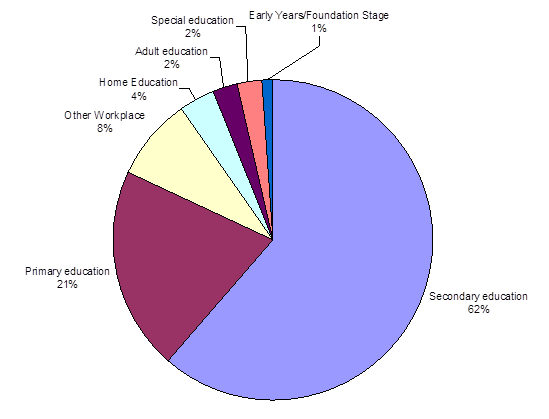 Early Years/Foundation Stage
1%
Special education
2%
Adult education
2%
Home Education
4%
Other Workplace
8%
Primary education
21%
Secondary education
62%